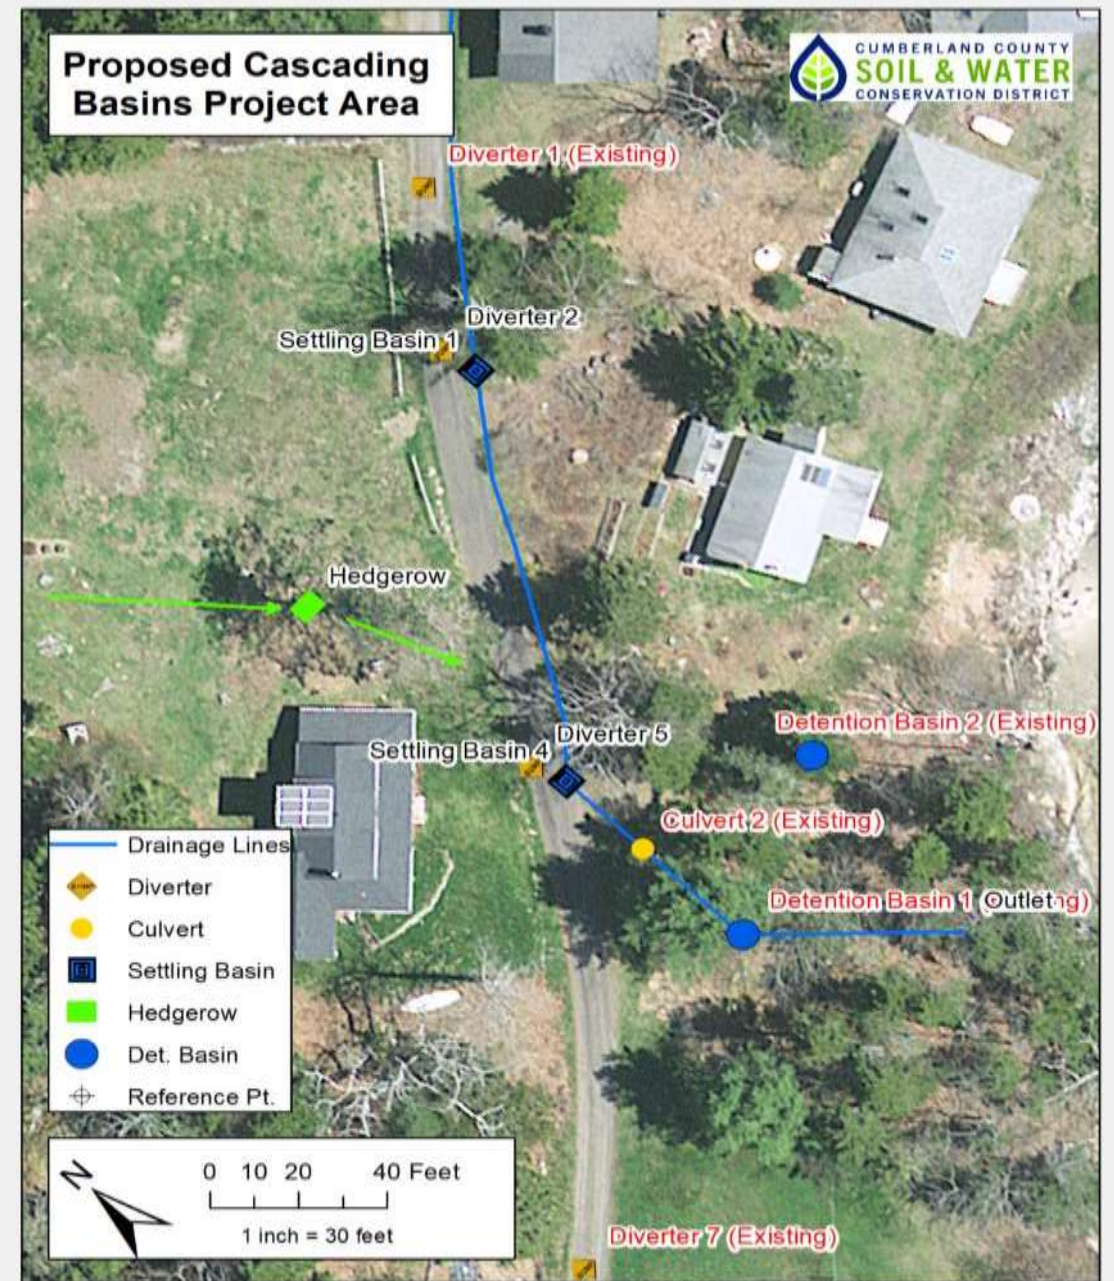 Proposed Cascading
Basins Project Area
CUMBERLAND COUNTY
SOIL & WATER
CONSERVATION DISTRICT
Diverter 1 (Existing)
Diverter 2
Settling Basin 1
Hedgerow
Diverter 5
Settling Basin 4
Detention Basin 2 (Existing)
Culvert 2 (Existing)
Detention Basin 1
Outlet
Drainage Lines
Diverter
Culvert
Settling Basin
Hedgerow
Det. Basin
Reference Pt.
N
0 10 20 40 Feet
1 inch = 30 feet
Diverter 7 (Existing)